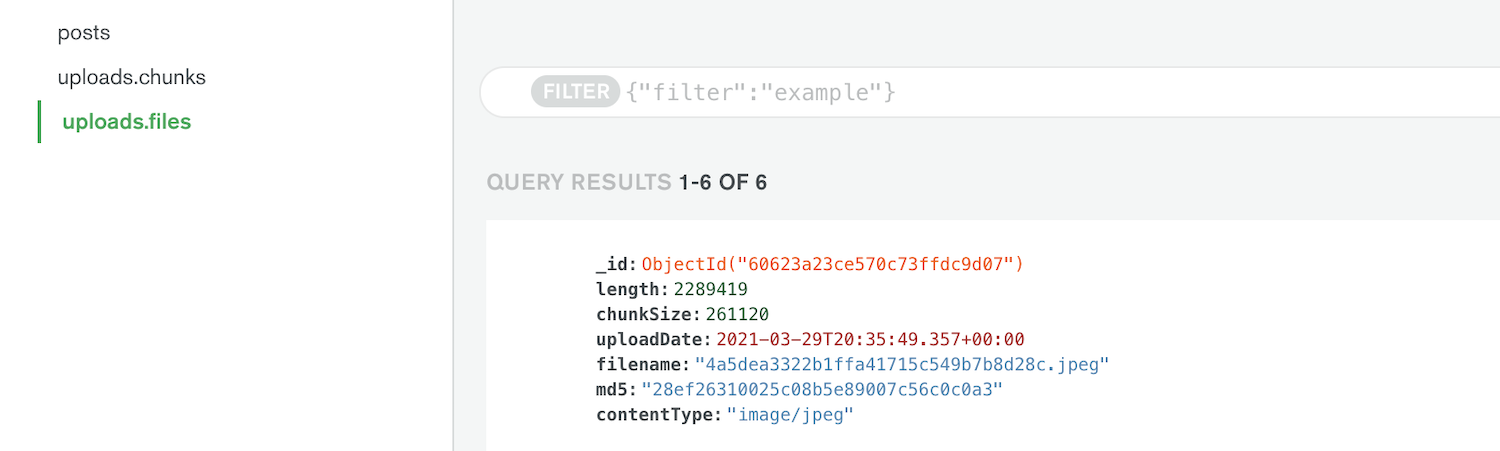 posts
uploads.chunks
uploads.files
FILTER {"filter":"example"}
QUERY RESULTS 1-6 OF 6
_id: ObjectId("60623a23ce570c73ffdc9d07")
length: 2289419
chunkSize: 261120
uploadDate: 2021-03-29T20:35:49.357+00:00
filename: "4a5dea3322b1ffa41715c549b7b8d28c.jpeg"
md5: "28ef26310025c08b5e89007c56c0c0a3"
contentType: "image/jpeg"